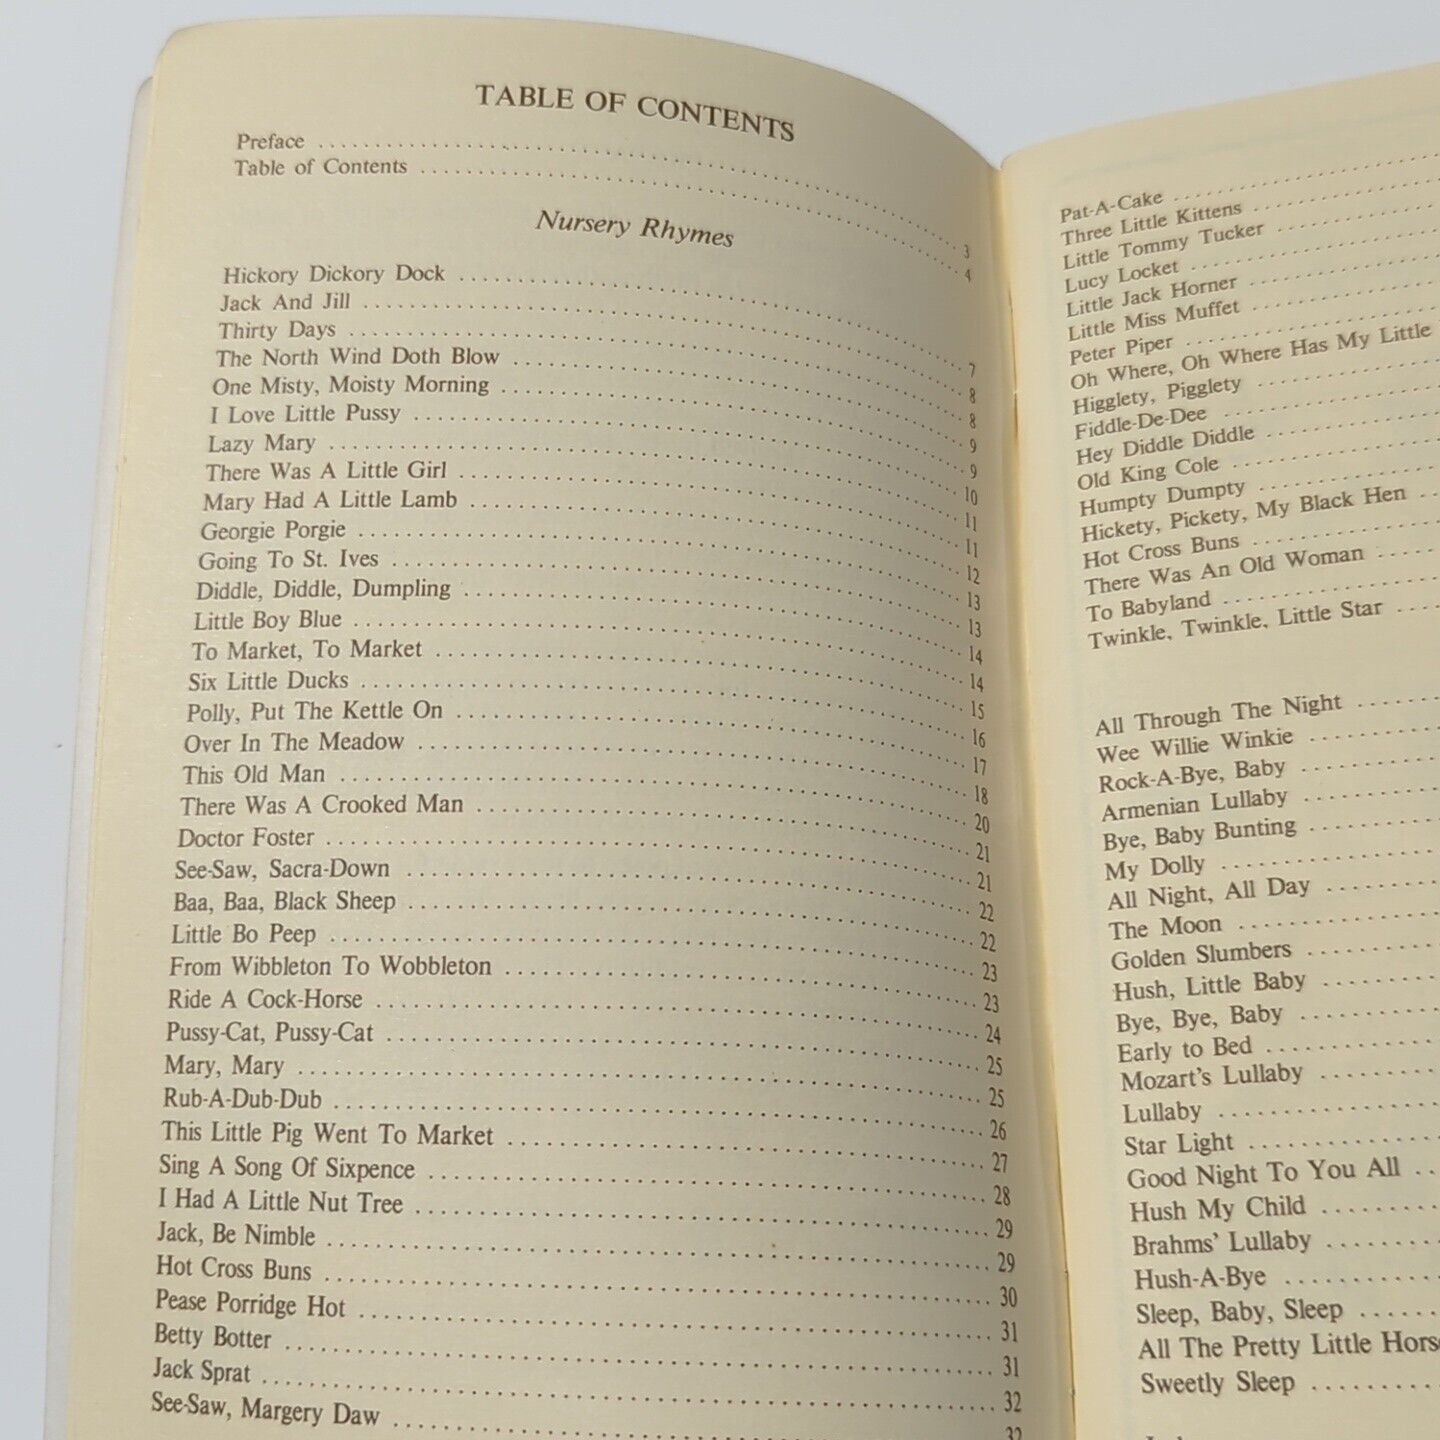 TABLE OF CONTENTS
Preface ........ 3
Table of Contents ........ 4
Nursery Rhymes
Hickory Dickory Dock ........ 7
Jack And Jill ........ 8
Thirty Days ........ 8
The North Wind Doth Blow ........ 9
One Misty, Moisty Morning ........ 9
I Love Little Pussy ........ 10
Lazy Mary ........ 11
There Was A Little Girl ........ 11
Mary Had A Little Lamb ........ 12
Georgie Porgie ........ 13
Going To St. Ives ........ 13
Diddle, Diddle, Dumpling ........ 14
Little Boy Blue ........ 14
To Market, To Market ........ 15
Six Little Ducks ........ 16
Polly, Put The Kettle On ........ 17
Over In The Meadow ........ 18
This Old Man ........ 20
There Was A Crooked Man ........ 21
Doctor Foster ........ 21
See-Saw, Sacra-Down ........ 22
Baa, Baa, Black Sheep ........ 22
Little Bo Peep ........ 23
From Wibbleton To Wobbleton ........ 23
Ride A Cock-Horse ........ 24
Pussy-Cat, Pussy-Cat ........ 25
Mary, Mary ........ 25
Rub-A-Dub-Dub ........ 26
This Little Pig Went To Market ........ 27
Sing A Song Of Sixpence ........ 28
I Had A Little Nut Tree ........ 29
Jack, Be Nimble ........ 29
Hot Cross Buns ........ 30
Pease Porridge Hot ........ 31
Betty Botter ........ 31
Jack Sprat ........ 32
See-Saw, Margery Daw ........ 32
Pat-A-Cake ........
Three Little Kittens ........
Little Tommy Tucker ........
Lucy Locket ........
Little Jack Horner ........
Little Miss Muffet ........
Peter Piper ........
Oh Where, Oh Where Has My Little
Higglety, Pigglety ........
Fiddle-De-Dee ........
Hey Diddle Diddle ........
Old King Cole ........
Humpty Dumpty ........
Hickety, Pickety, My Black Hen ..
Hot Cross Buns ........
There Was An Old Woman ........
To Babyland ........
Twinkle, Twinkle, Little Star ....
All Through The Night ........
Wee Willie Winkie ........
Rock-A-Bye, Baby ........
Armenian Lullaby ........
Bye, Baby Bunting ........
My Dolly ........
All Night, All Day ........
The Moon ........
Golden Slumbers ........
Hush, Little Baby ........
Bye, Bye, Baby ........
Early to Bed ........
Mozart's Lullaby ........
Lullaby ........
Star Light ........
Good Night To You All ..
Hush My Child ........
Brahms' Lullaby ........
Hush-A-Bye ........
Sleep, Baby, Sleep ......
All The Pretty Little Hors
Sweetly Sleep ........